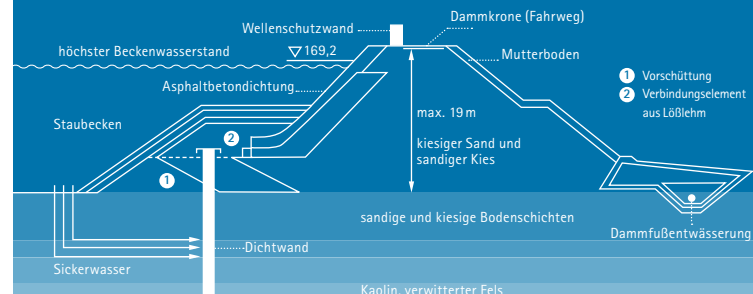 Dammkrone (Fahrweg)
Wellenschutzwand
höchster Beckenwasserstand
169,2
Mutterboden
1 Vorschüttung
2 Verbindungselement
aus Lößlehm
Asphaltbetondichtung
max. 19 m
Staubecken
2
kiesiger Sand und
sandiger Kies
1
sandige und kiesige Bodenschichten
Dammfußentwässerung
Dichtwand
Sickerwasser
Kaolin, verwitterter Fels